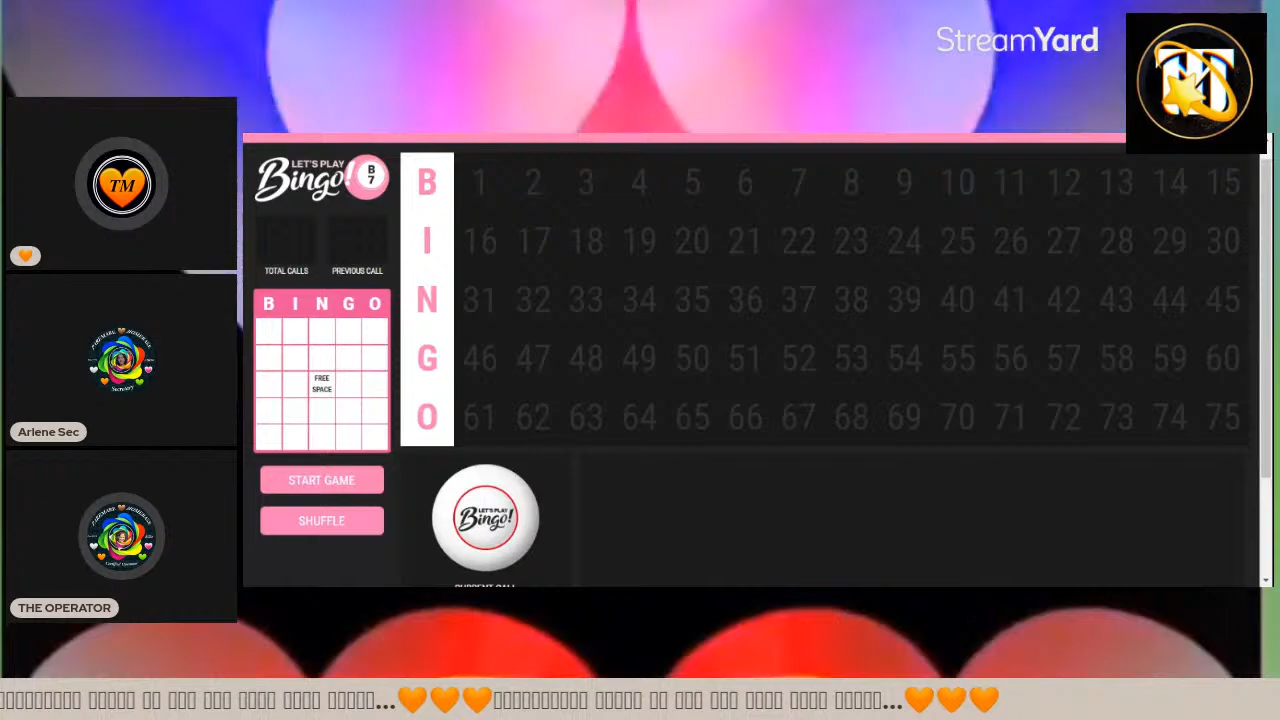 StreamYard
TM
Arlene Sec
THE OPERATOR
LET'S PLAY
Bingo!
B
7
TOTAL CALLS PREVIOUS CALL
B I N G O
FREE
SPACE
START GAME
SHUFFLE
B 1 2 3 4 5 6 7 8 9 10 11 12 13 14 15
I 16 17 18 19 20 21 22 23 24 25 26 27 28 29 30
N 31 32 33 34 35 36 37 38 39 40 41 42 43 44 45
G 46 47 48 49 50 51 52 53 54 55 56 57 58 59 60
O 61 62 63 64 65 66 67 68 69 70 71 72 73 74 75
LET'S PLAY
Bingo!